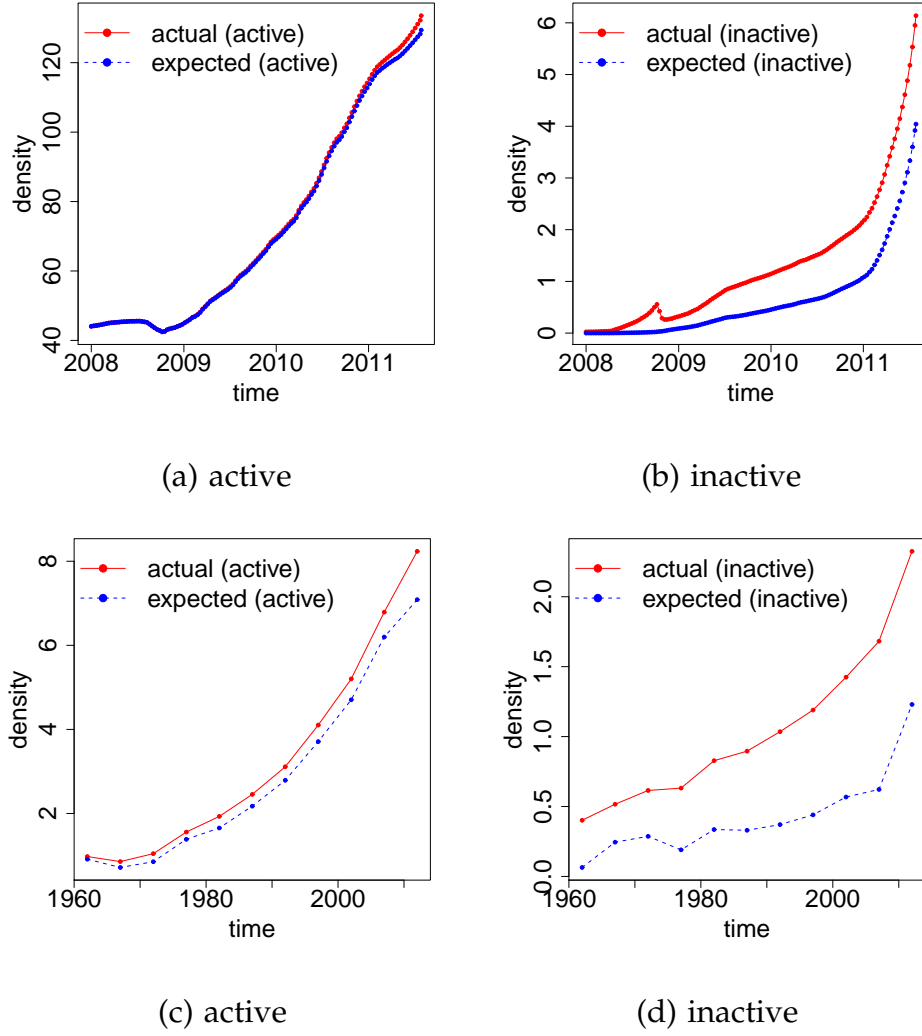 actual (active)
expected (active)
density
40 60 80 100 120
2008 2009 2010 2011
time
(a) active
actual (inactive)
expected (inactive)
density
0 1 2 3 4 5 6
2008 2009 2010 2011
time
(b) inactive
actual (active)
expected (active)
density
2 4 6 8
1960 1980 2000
time
(c) active
actual (inactive)
expected (inactive)
density
0.0 0.5 1.0 1.5 2.0
1960 1980 2000
time
(d) inactive